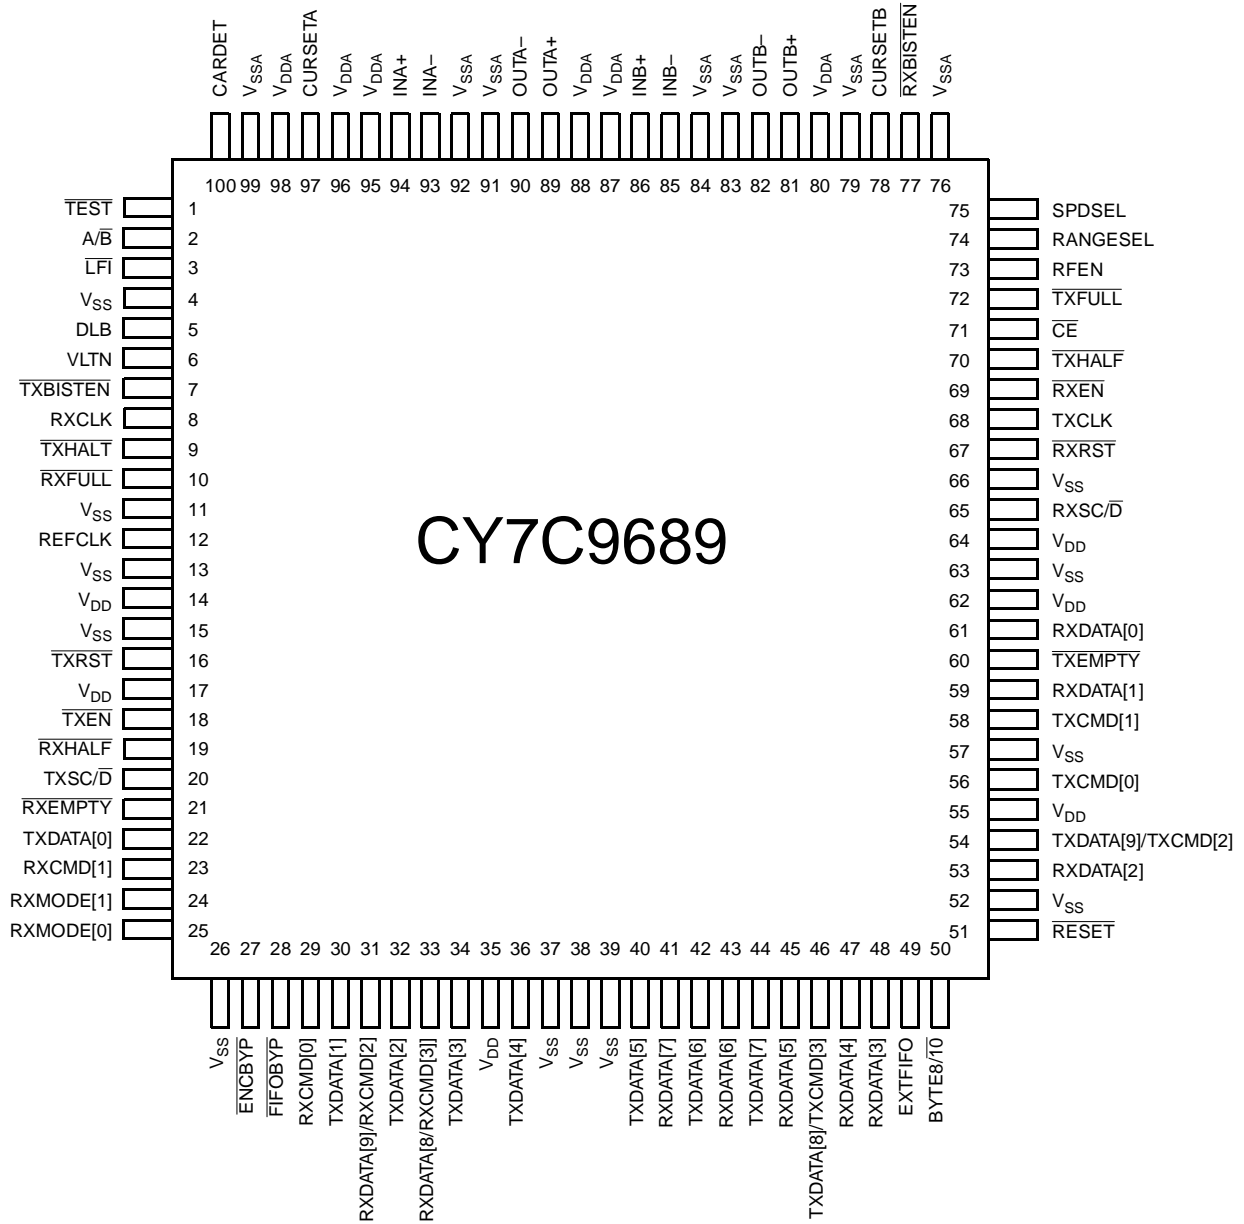 CARDET
VSSA
VDDA
CURSETA
VDDA
VDDA
INA+
INA–
VSSA
VSSA
OUTA–
OUTA+
VDDA
VDDA
INB+
INB–
VSSA
VSSA
OUTB–
OUTB+
VDDA
VSSA
CURSETB
RXBISTEN
VSSA
100 99 98 97 96 95 94 93 92 91 90 89 88 87 86 85 84 83 82 81 80 79 78 77 76
TEST 1
A/B 2
LFI 3
VSS 4
DLB 5
VLTN 6
TXBISTEN 7
RXCLK 8
TXHALT 9
RXFULL 10
VSS 11
REFCLK 12
VSS 13
VDD 14
VSS 15
TXRST 16
VDD 17
TXEN 18
RXHALF 19
TXSC/D 20
RXEMPTY 21
TXDATA[0] 22
RXCMD[1] 23
RXMODE[1] 24
RXMODE[0] 25
CY7C9689
75 SPDSEL
74 RANGESEL
73 RFEN
72 TXFULL
71 CE
70 TXHALF
69 RXEN
68 TXCLK
67 RXRST
66 VSS
65 RXSC/D
64 VDD
63 VSS
62 VDD
61 RXDATA[0]
60 TXEMPTY
59 RXDATA[1]
58 TXCMD[1]
57 VSS
56 TXCMD[0]
55 VDD
54 TXDATA[9]/TXCMD[2]
53 RXDATA[2]
52 VSS
51 RESET
26 27 28 29 30 31 32 33 34 35 36 37 38 39 40 41 42 43 44 45 46 47 48 49 50
VSS
ENCBYP
FIFOBYP
RXCMD[0]
TXDATA[1]
RXDATA[9]/RXCMD[2]
TXDATA[2]
RXDATA[8/RXCMD[3]]
TXDATA[3]
VDD
TXDATA[4]
VSS
VSS
VSS
TXDATA[5]
RXDATA[7]
TXDATA[6]
RXDATA[6]
TXDATA[7]
RXDATA[5]
TXDATA[8]/TXCMD[3]
RXDATA[4]
RXDATA[3]
EXTFIFO
BYTE8/10